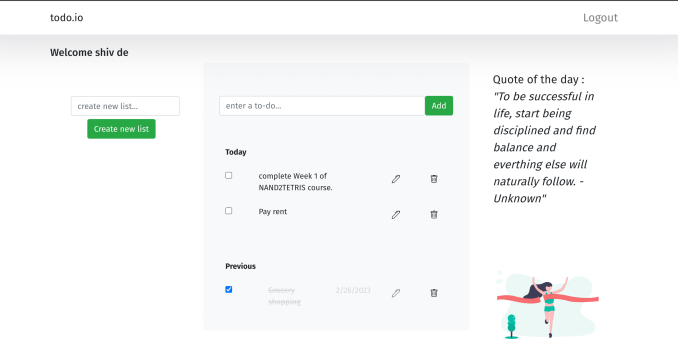 todo.io
Logout
Welcome shiv de
create new list...
Create new list
enter a to-do...
Add
Today
complete Week 1 of
NAND2TETRIS course.
Pay rent
Previous
Grocery
shopping
2/28/2023
Quote of the day :
"To be successful in
life, start being
disciplined and find
balance and
everthing else will
naturally follow. -
Unknown"